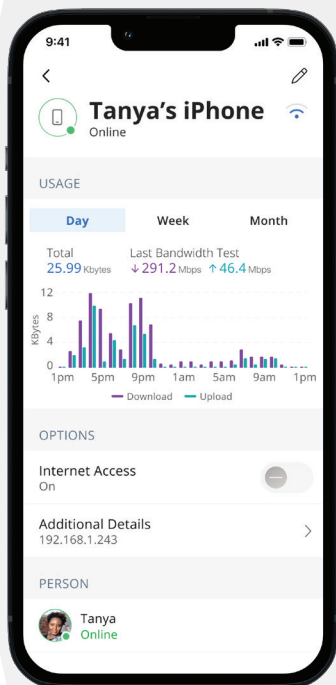 9:41
Tanya's iPhone
Online
USAGE
Day Week Month
Total Last Bandwidth Test
25.99 Kbytes ↓291.2 Mbps ↑46.4 Mbps
12
8
4
0
KBytes
1pm 5pm 9pm 1am 5am 9am 1pm
Download Upload
OPTIONS
Internet Access
On
Additional Details
192.168.1.243
PERSON
Tanya
Online